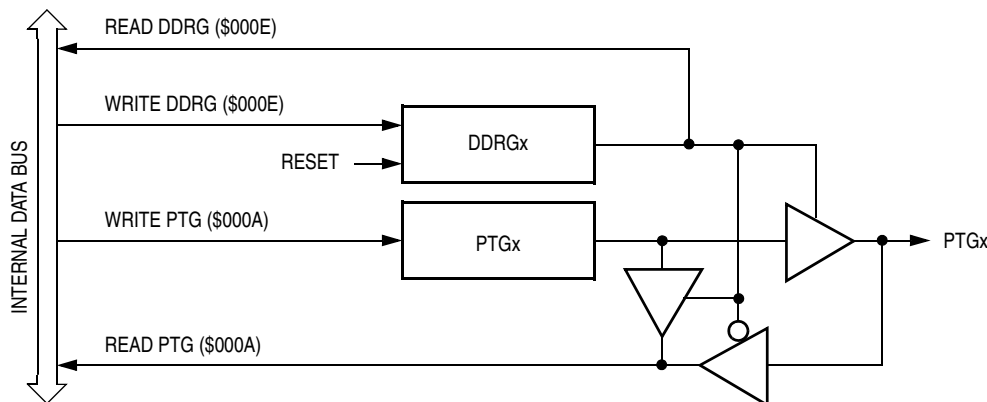 READ DDRG ($000E)
WRITE DDRG ($000E)
DDRGx
RESET
INTERNAL DATA BUS
WRITE PTG ($000A)
PTGx
PTGx
READ PTG ($000A)